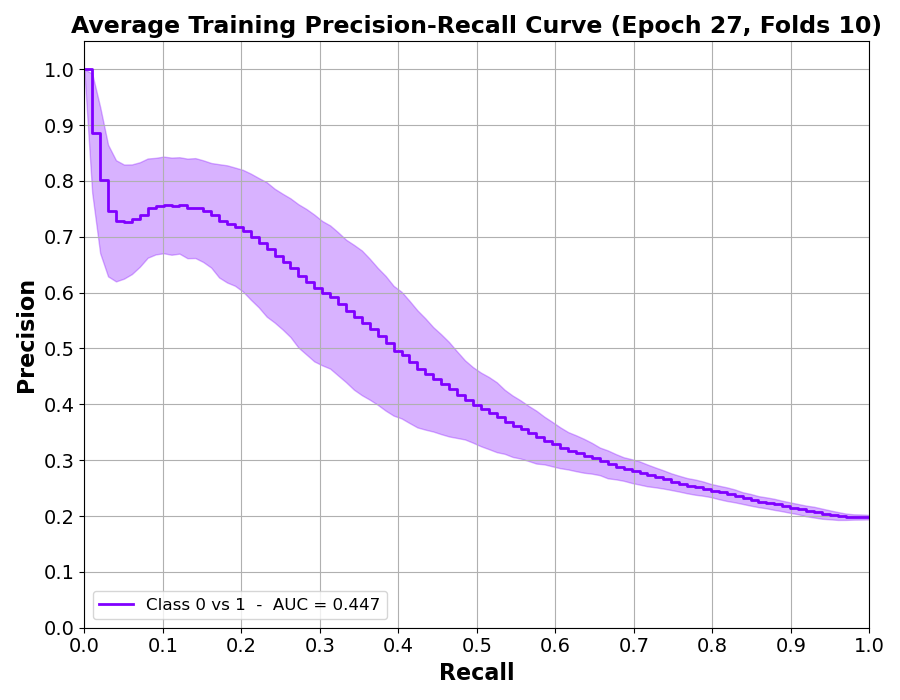 Average Training Precision-Recall Curve (Epoch 27, Folds 10)
1.0
0.9
0.8
0.7
0.6
0.5
0.4
0.3
0.2
0.1
0.0
Precision
Class 0 vs 1 - AUC = 0.447
0.0 0.1 0.2 0.3 0.4 0.5 0.6 0.7 0.8 0.9 1.0
Recall